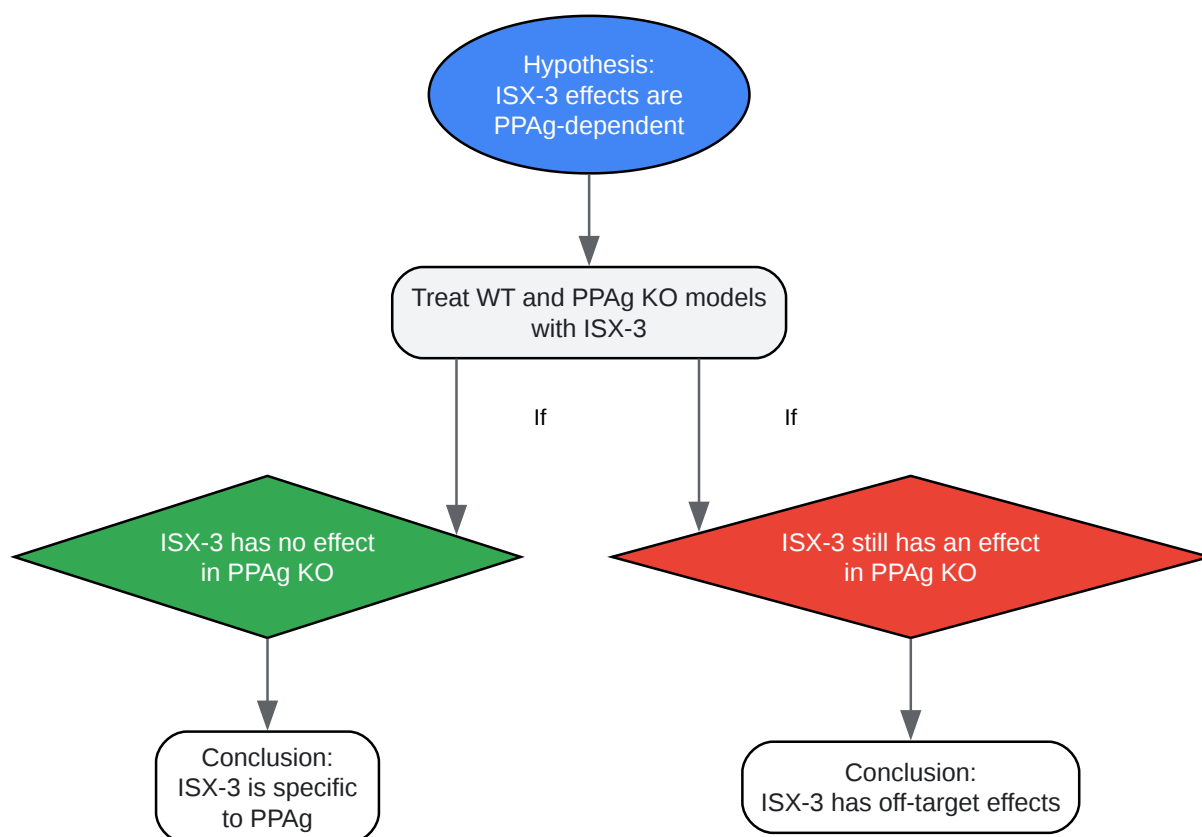 Hypothesis:
ISX-3 effects are
PPAg-dependent
Treat WT and PPAg KO models
with ISX-3
If
If
ISX-3 has no effect
in PPAg KO
ISX-3 still has an effect
in PPAg KO
Conclusion:
ISX-3 is specific
to PPAg
Conclusion:
ISX-3 has off-target effects